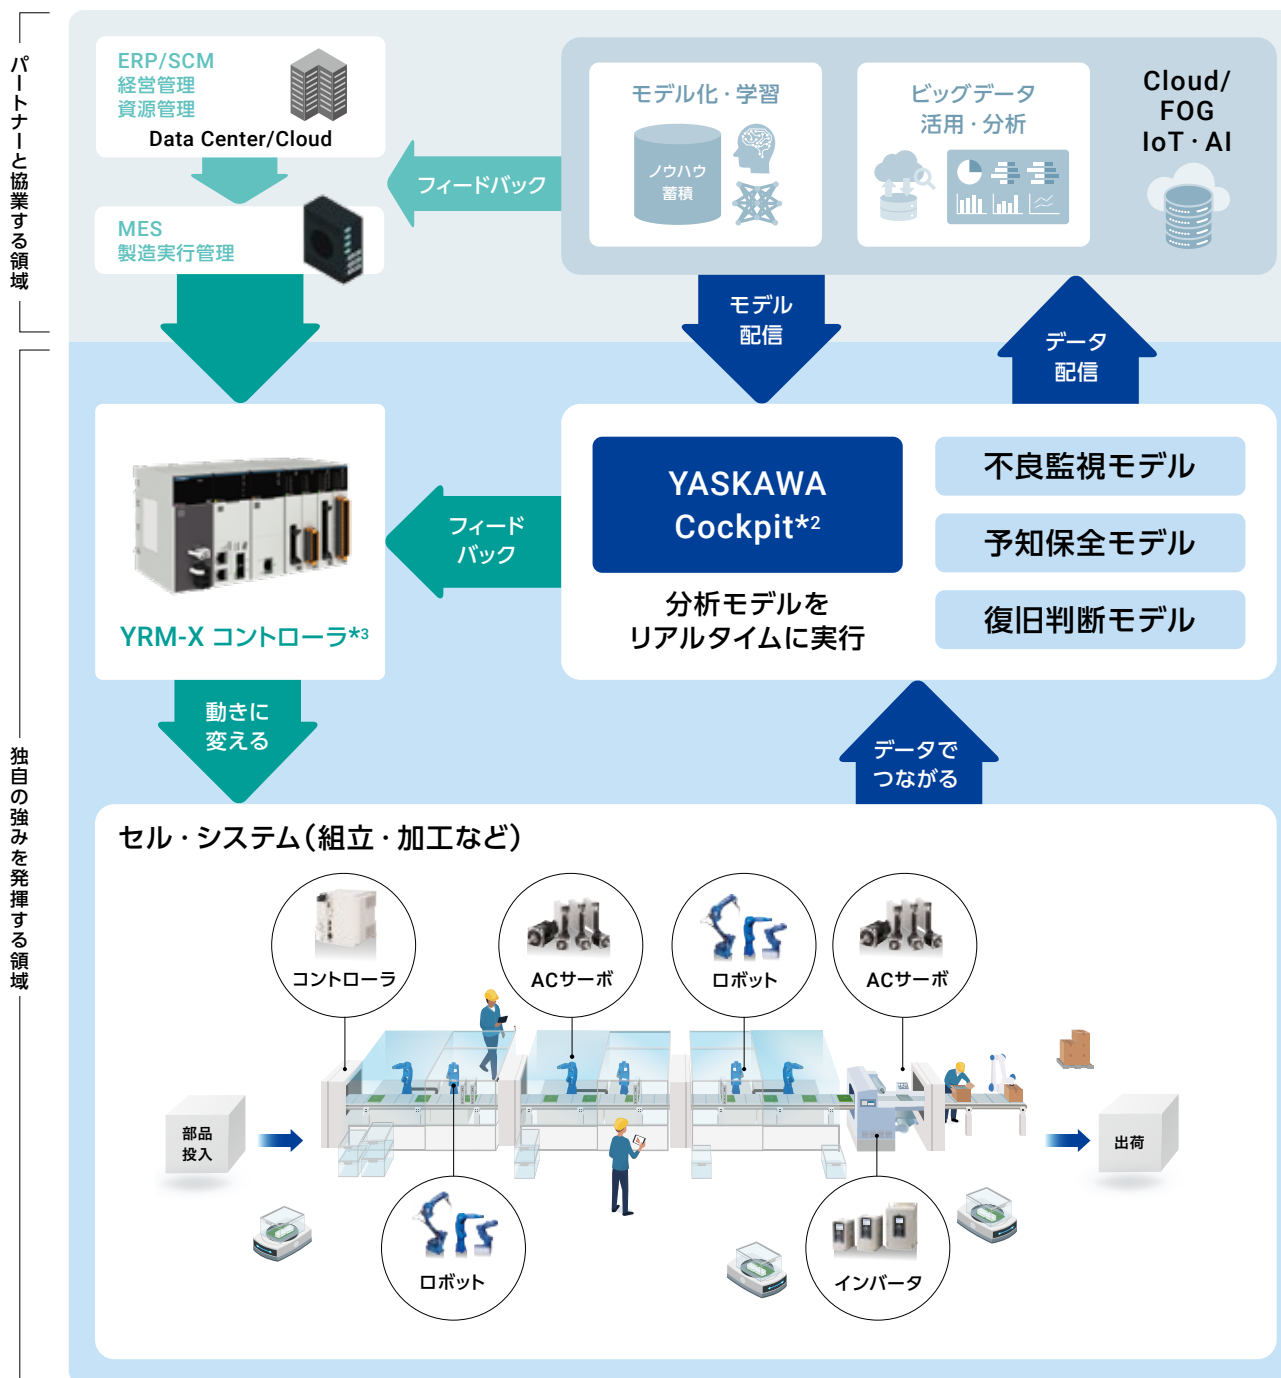 パートナーと協業する領域
ERP/SCM
経営管理
資源管理
Data Center/Cloud
MES
製造実行管理
フィードバック
モデル化・学習
ノウハウ
蓄積
ビッグデータ
活用・分析
Cloud/
FOG
IoT・AI
モデル
配信
データ
配信
独自の強みを発揮する領域
YRM-X コントローラ*3
フィード
バック
YASKAWA
Cockpit*2
分析モデルを
リアルタイムに実行
不良監視モデル
予知保全モデル
復旧判断モデル
動きに
変える
データで
つながる
セル・システム（組立・加工など）
コントローラ
ACサーボ
ロボット
ACサーボ
部品
投入
出荷
ロボット
インバータ